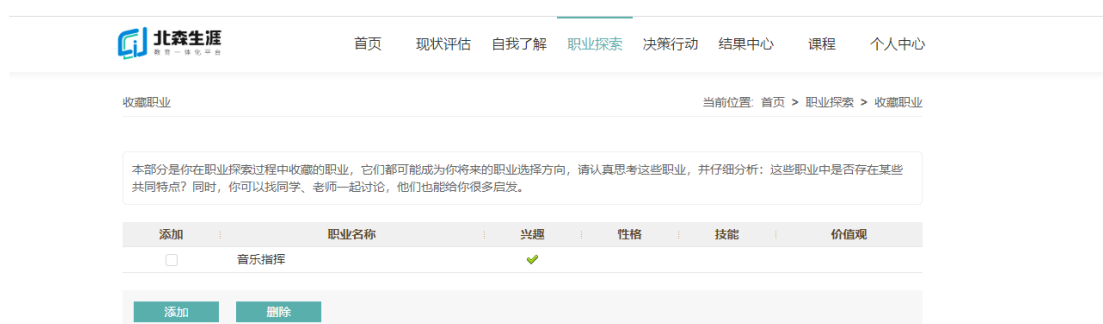 北森生涯
教育一体化平台
首页 现状评估 自我了解 职业探索 决策行动 结果中心 课程 个人中心
收藏职业 当前位置: 首页 > 职业探索 > 收藏职业
本部分是你在职业探索过程中收藏的职业，它们都可能成为你将来的职业选择方向，请认真思考这些职业，并仔细分析：这些职业中是否存在某些
共同特点？同时，你可以找同学、老师一起讨论，他们也能给你很多启发。
添加 职业名称 兴趣 性格 技能 价值观
音乐指挥
添加 删除